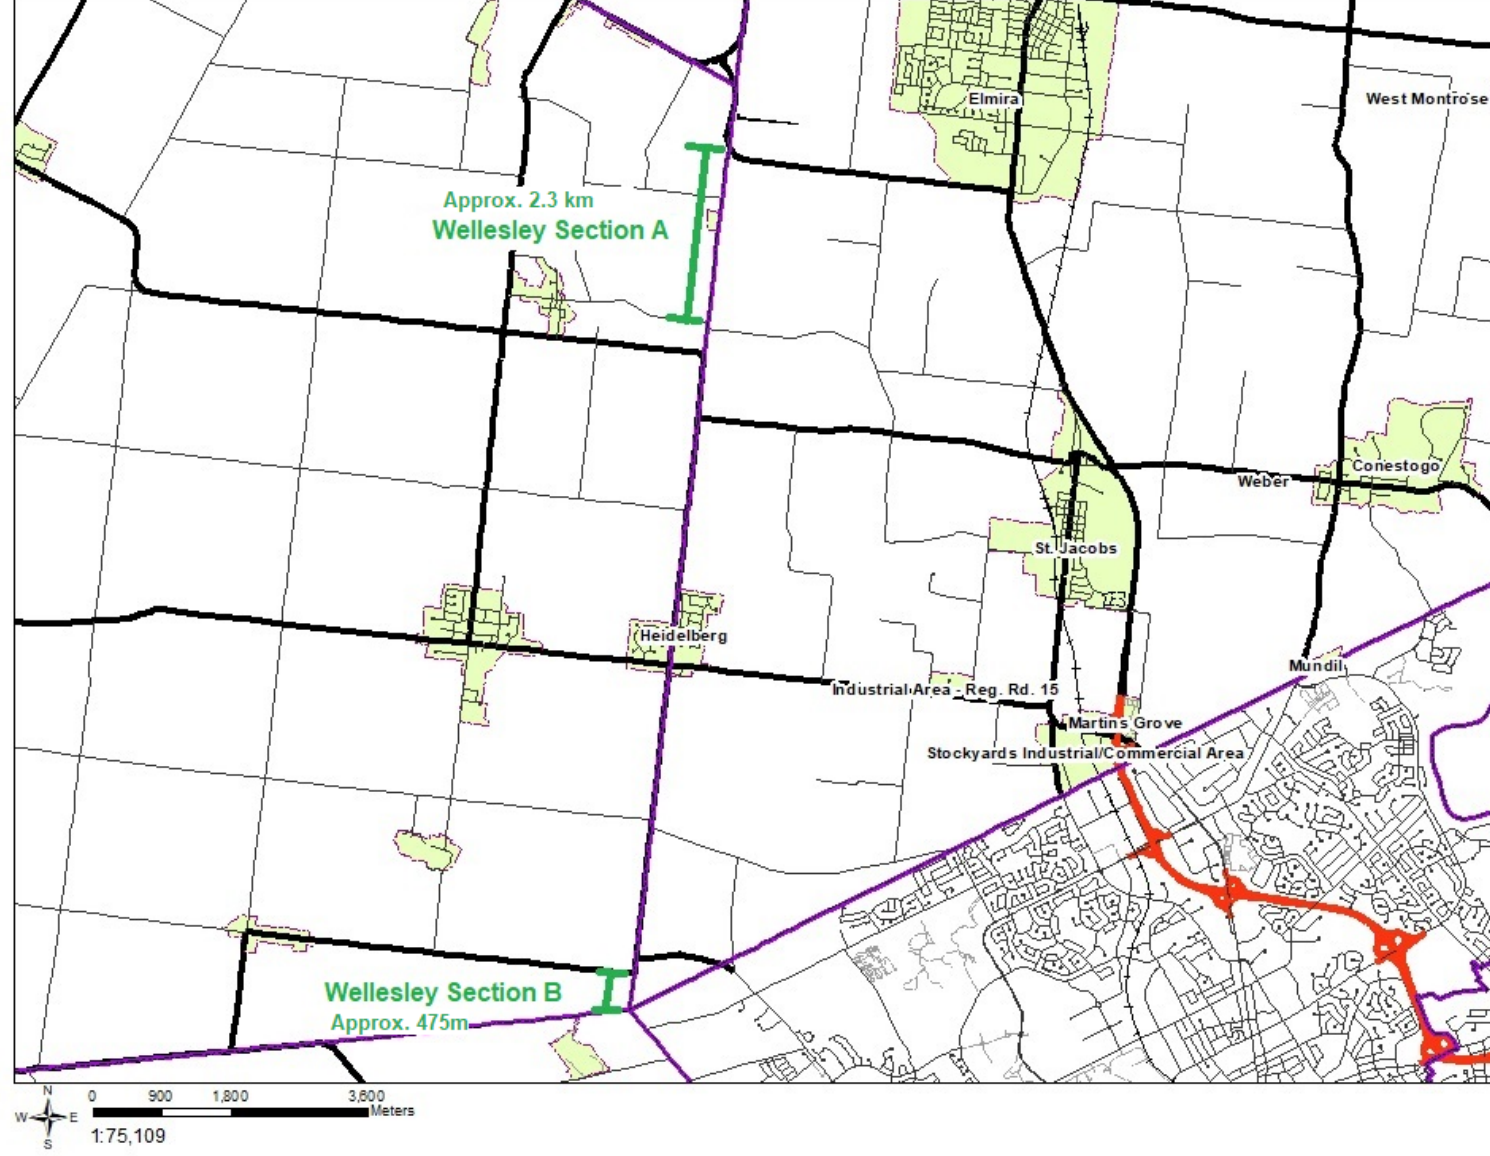 Elmira
West Montrose
Approx. 2.3 km
Wellesley Section A
Conestogo
Weber
St. Jacobs
Heidelberg
Mundil
Industrial Area - Reg. Rd. 15
Martins Grove
Stockyards Industrial/Commercial Area
Wellesley Section B
Approx. 475m
N
W E
S
0 900 1,800 3,600
Meters
1:75,109